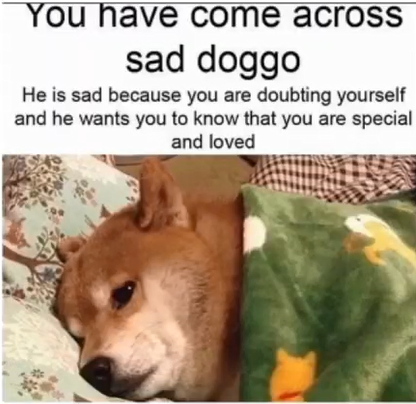 You have come across
sad doggo
He is sad because you are doubting yourself
and he wants you to know that you are special
and loved